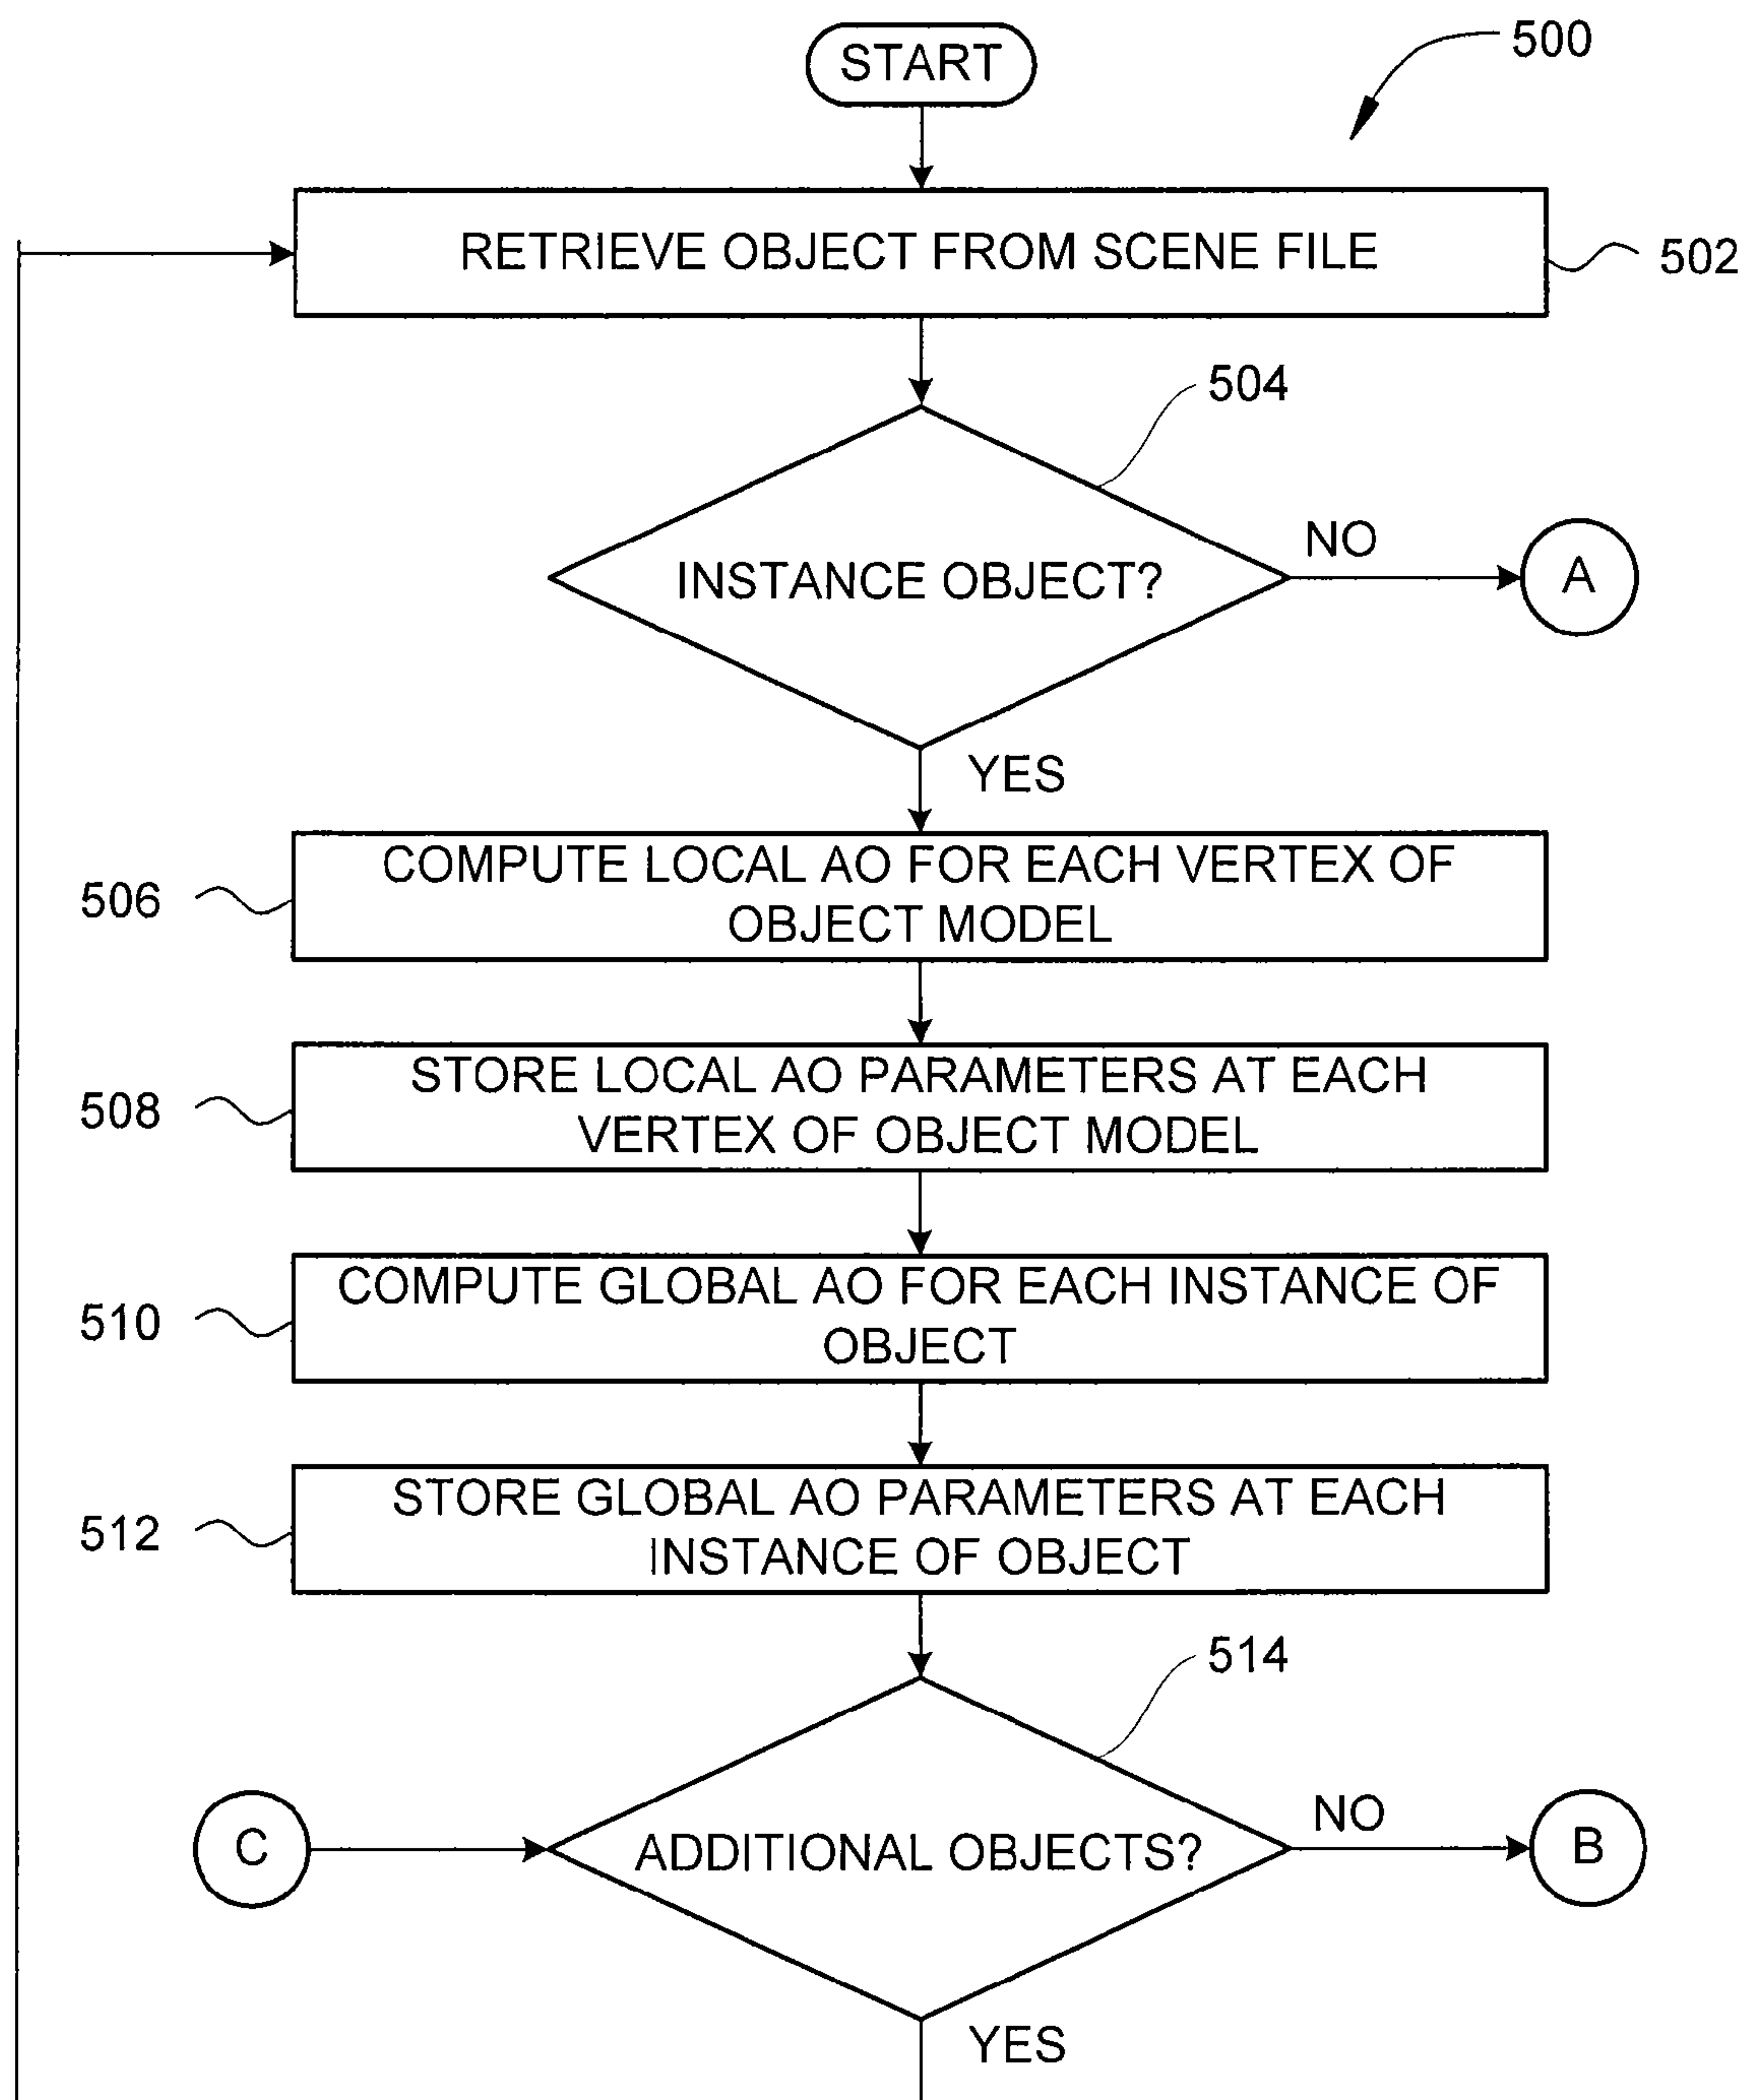 START
500
RETRIEVE OBJECT FROM SCENE FILE
502
504
INSTANCE OBJECT?
NO
A
YES
506
COMPUTE LOCAL AO FOR EACH VERTEX OF
OBJECT MODEL
508
STORE LOCAL AO PARAMETERS AT EACH
VERTEX OF OBJECT MODEL
510
COMPUTE GLOBAL AO FOR EACH INSTANCE OF
OBJECT
512
STORE GLOBAL AO PARAMETERS AT EACH
INSTANCE OF OBJECT
514
C
ADDITIONAL OBJECTS?
NO
B
YES